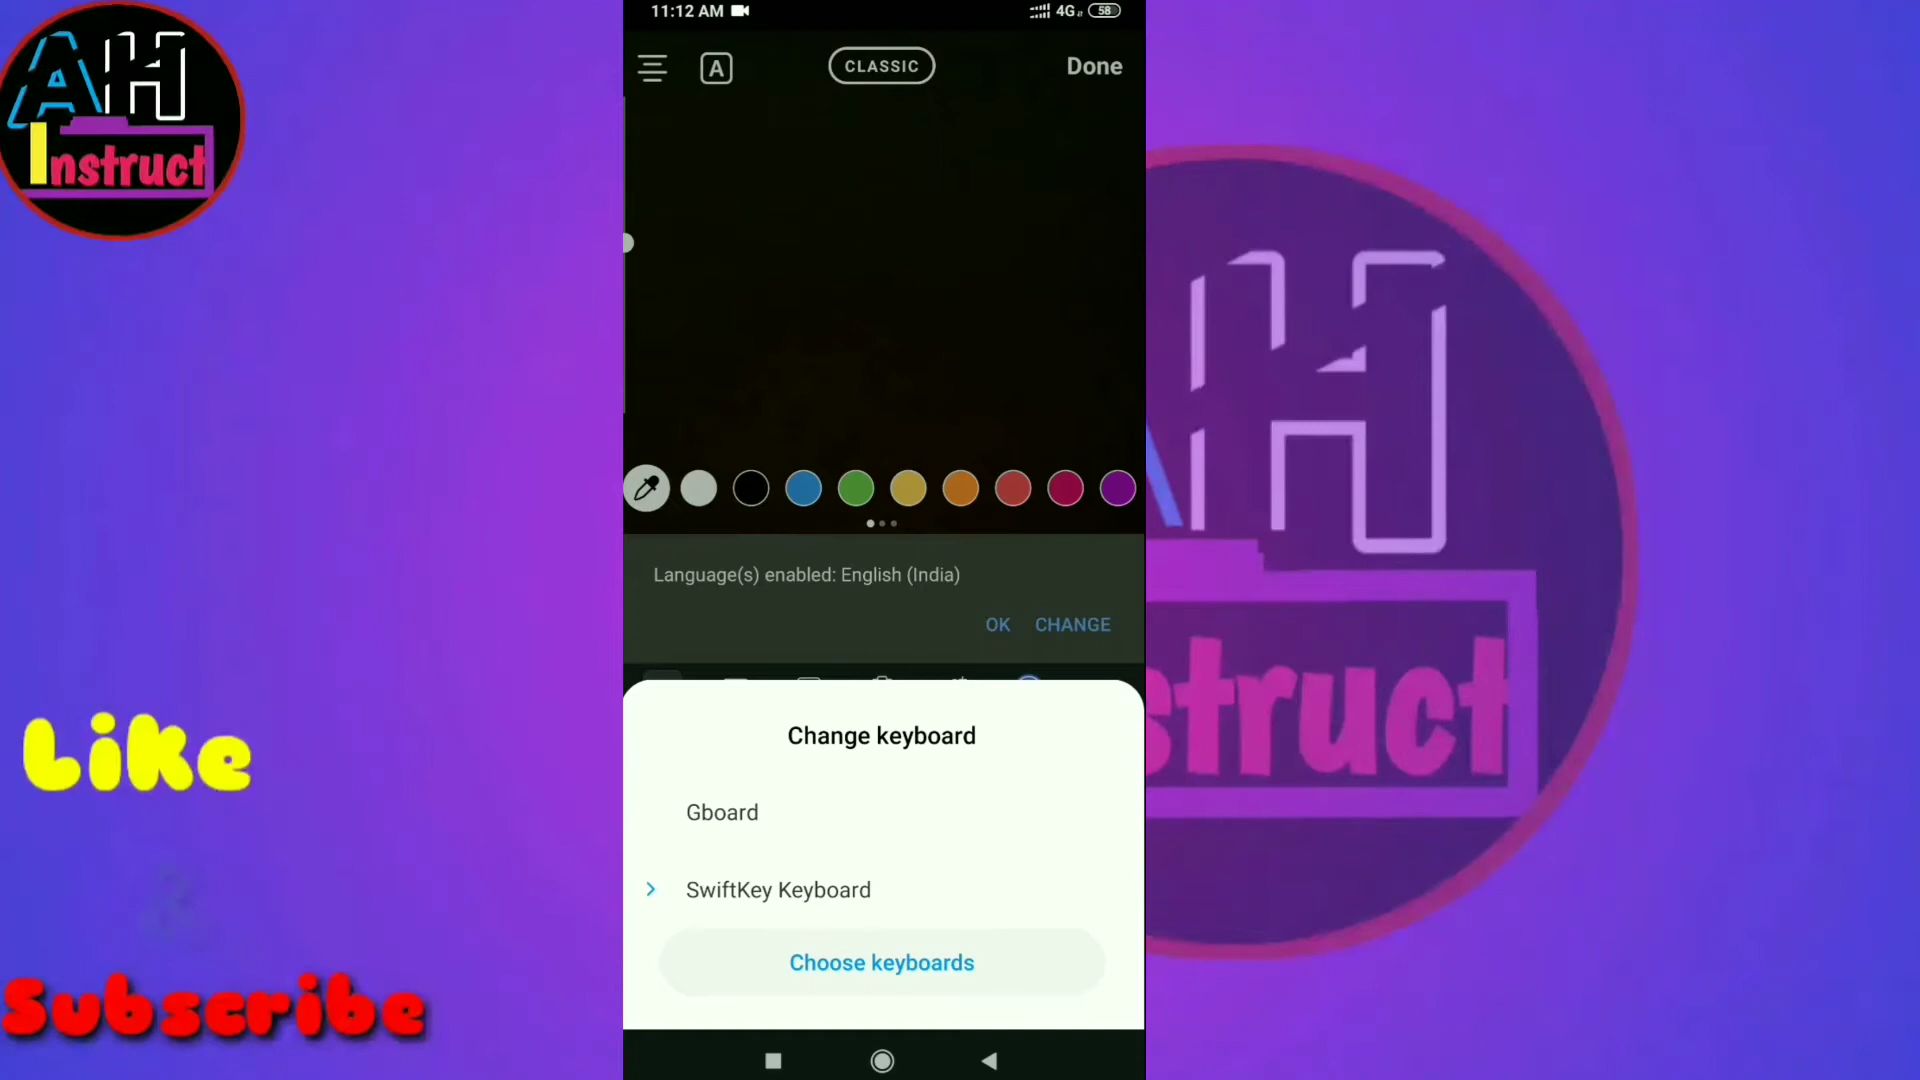 AH
Instruct
11:12 AM
4G
58
A
CLASSIC
Done
Language(s) enabled: English (India)
OK CHANGE
Change keyboard
Gboard
SwiftKey Keyboard
Choose keyboards
Like
Subscribe
AH
struct